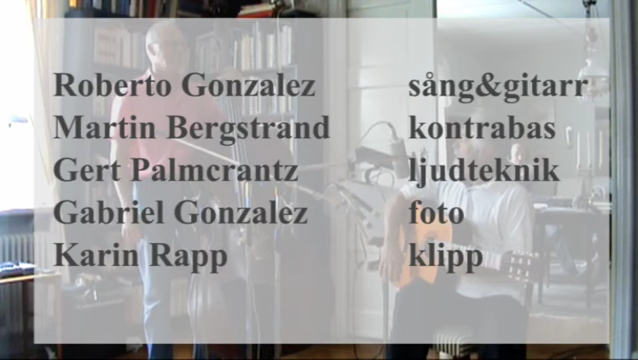 Roberto Gonzalez sång&gitarr
Martin Bergstrand kontrabas
Gert Palmcrantz ljudteknik
Gabriel Gonzalez foto
Karin Rapp klipp